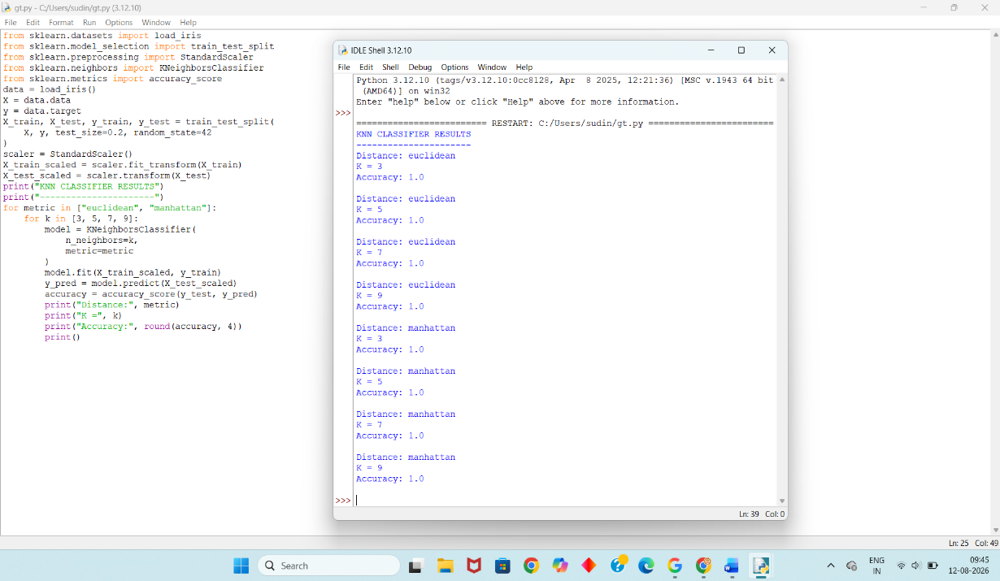 gt.py - C:/Users/sudin/gt.py (3.12.10)
File Edit Format Run Options Window Help
from sklearn.datasets import load_iris
from sklearn.model_selection import train_test_split
from sklearn.preprocessing import StandardScaler
from sklearn.neighbors import KNeighborsClassifier
from sklearn.metrics import accuracy_score
data = load_iris()
X = data.data
y = data.target
X_train, X_test, y_train, y_test = train_test_split(
    X, y, test_size=0.2, random_state=42
)
scaler = StandardScaler()
X_train_scaled = scaler.fit_transform(X_train)
X_test_scaled = scaler.transform(X_test)
print("KNN CLASSIFIER RESULTS")
print("----------------------")
for metric in ["euclidean", "manhattan"]:
    for k in [3, 5, 7, 9]:
        model = KNeighborsClassifier(
            n_neighbors=k,
            metric=metric
        )
        model.fit(X_train_scaled, y_train)
        y_pred = model.predict(X_test_scaled)
        accuracy = accuracy_score(y_test, y_pred)
        print("Distance:", metric)
        print("K =", k)
        print("Accuracy:", round(accuracy, 4))
        print()
IDLE Shell 3.12.10
File Edit Shell Debug Options Window Help
Python 3.12.10 (tags/v3.12.10:0cc8128, Apr  8 2025, 12:21:36) [MSC v.1943 64 bit
 (AMD64)] on win32
Enter "help" below or click "Help" above for more information.
>>>
========================= RESTART: C:/Users/sudin/gt.py ========================
KNN CLASSIFIER RESULTS
----------------------
Distance: euclidean
K = 3
Accuracy: 1.0

Distance: euclidean
K = 5
Accuracy: 1.0

Distance: euclidean
K = 7
Accuracy: 1.0

Distance: euclidean
K = 9
Accuracy: 1.0

Distance: manhattan
K = 3
Accuracy: 1.0

Distance: manhattan
K = 5
Accuracy: 1.0

Distance: manhattan
K = 7
Accuracy: 1.0

Distance: manhattan
K = 9
Accuracy: 1.0

>>>
Ln: 39 Col: 0
Ln: 25 Col: 49
Search
ENG
IN
09:45
12-08-2026